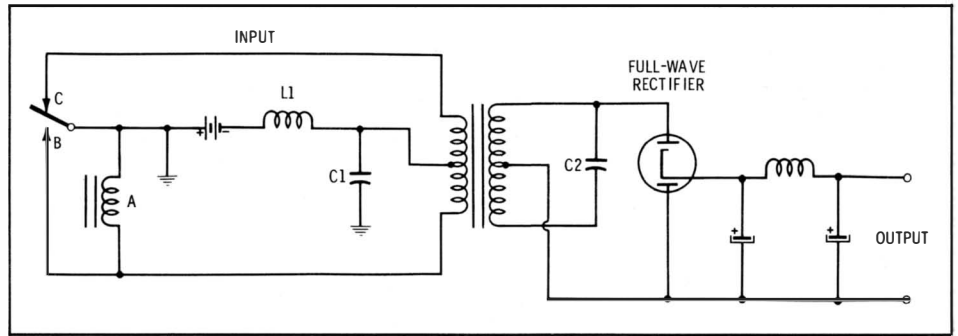 INPUT
FULL-WAVE
RECTIFIER
L1
C
B
+
-
A
C1
C2
+
+
OUTPUT